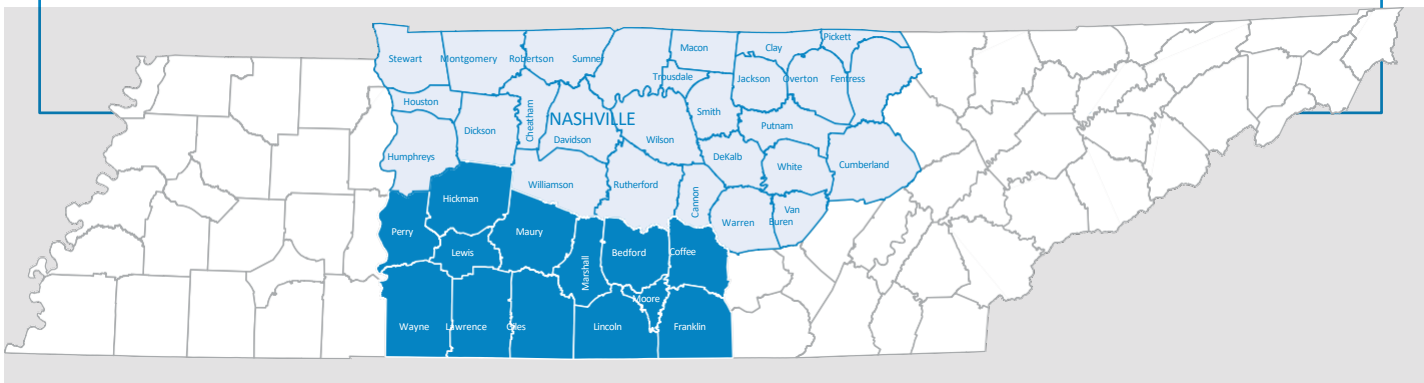 Pickett
Stewart
Montgomery
Robertson
Sumne
Macon
Clay
Trousdale
Jackson
Overton
Fentress
Houston
Dickson
Cheatham
NASHVILLE
Davidson
Wilson
Smith
Putnam
Humphreys
DeKalb
White
Cumberland
Williamson
Rutherford
Cannon
Warren
Van
Buren
Hickman
Perry
Lewis
Maury
Marshall
Bedford
Coffee
Moore
Wayne
Lawrence
Giles
Lincoln
Franklin